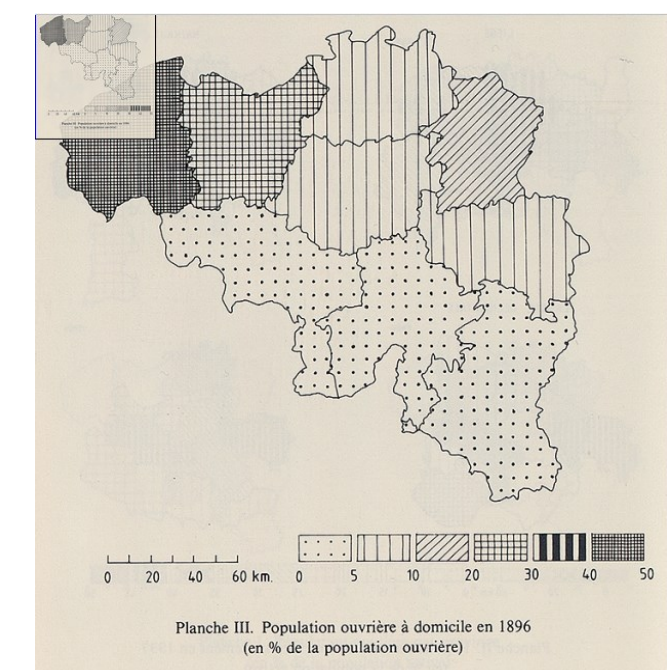 0 20 40 60 km.
0 5 10 20 30 40 50
Planche III. Population ouvrière à domicile en 1896
(en % de la population ouvrière)